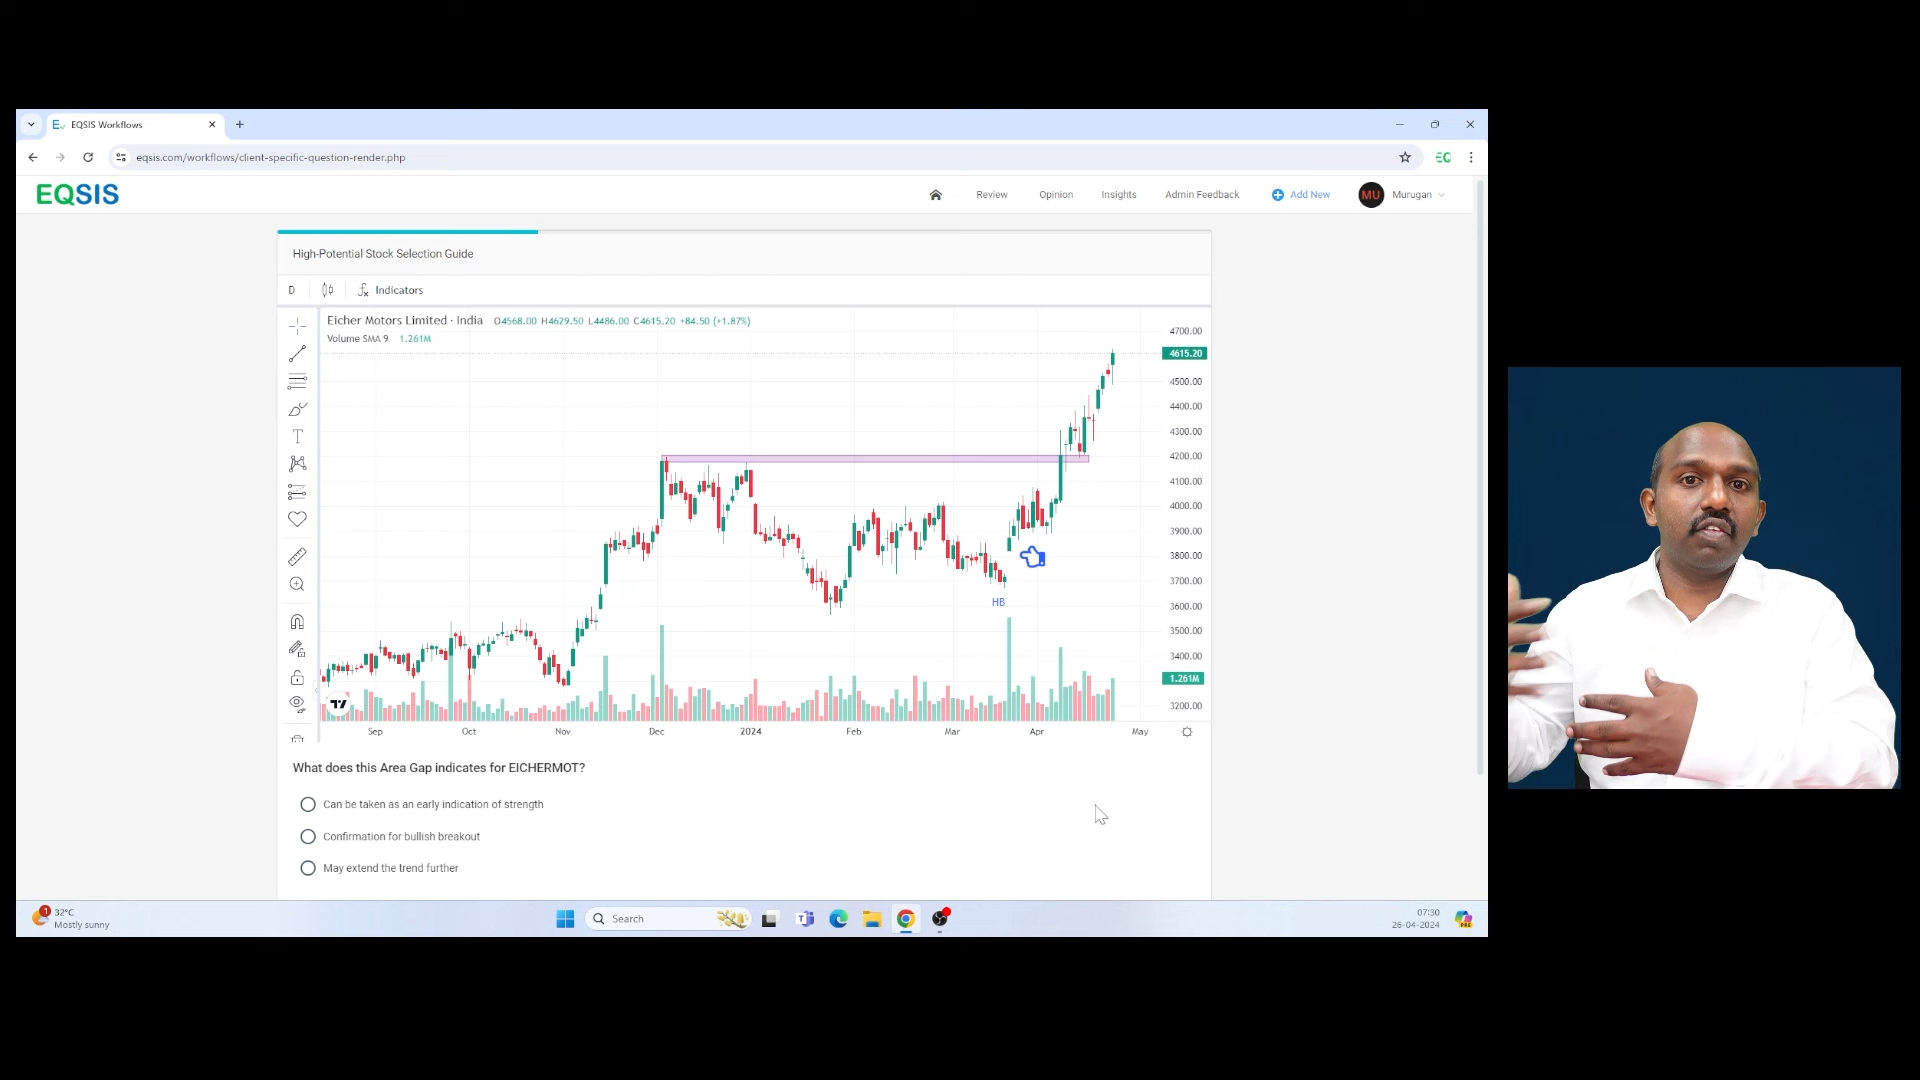 EQSIS Workflows
eqsis.com/workflows/client-specific-question-render.php
EQ
EQSIS
Review
Opinion
Insights
Admin Feedback
Add New
MU
Murugan
High-Potential Stock Selection Guide
D
Indicators
Eicher Motors Limited · India O4568.00 H4629.50 L4486.00 C4615.20 +84.50 (+1.87%)
Volume SMA 9 1.261M
4700.00
4615.20
4500.00
4400.00
4300.00
4200.00
4100.00
4000.00
3900.00
3800.00
3700.00
3600.00
3500.00
3400.00
1.261M
3200.00
HB
Sep Oct Nov Dec 2024 Feb Mar Apr May
What does this Area Gap indicates for EICHERMOT?
Can be taken as an early indication of strength
Confirmation for bullish breakout
May extend the trend further
1
32°C
Mostly sunny
Search
07:30
26-04-2024